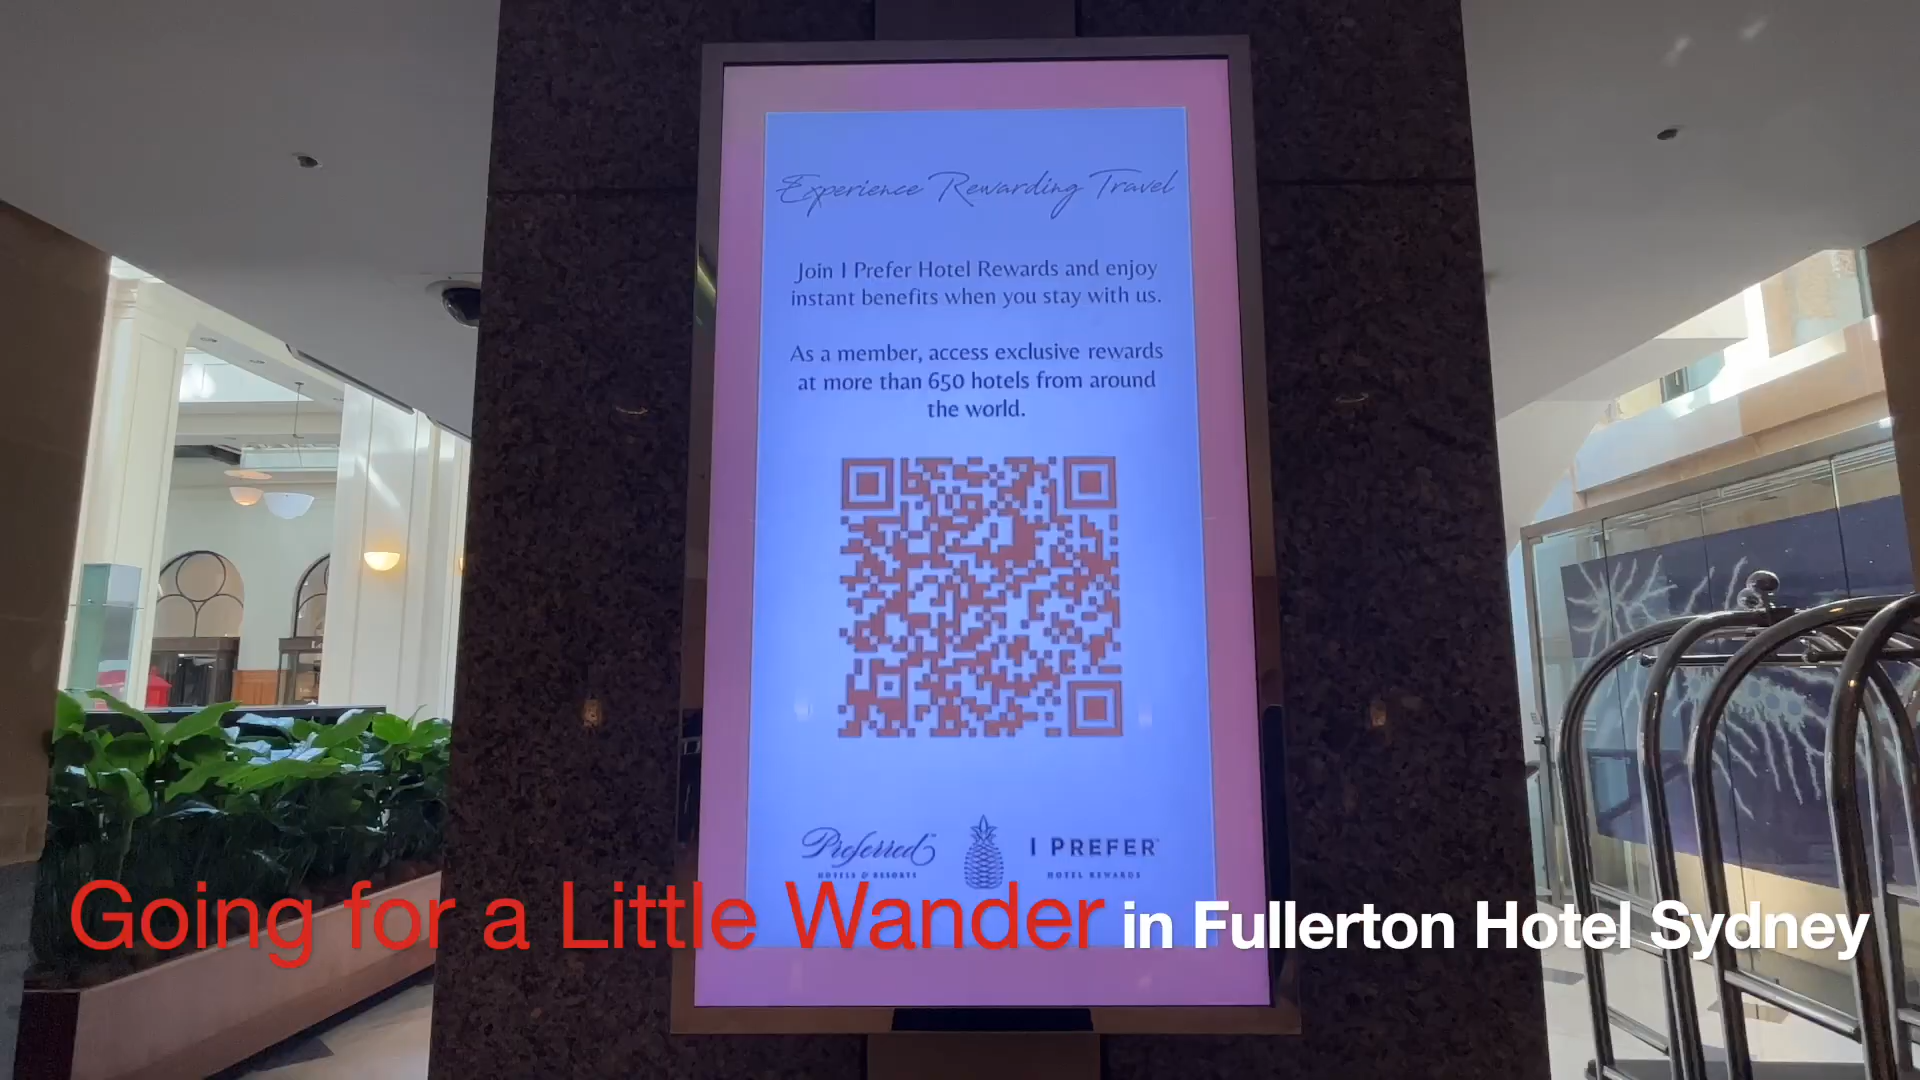 Experience Rewarding Travel
Join I Prefer Hotel Rewards and enjoy
instant benefits when you stay with us.
As a member, access exclusive rewards
at more than 650 hotels from around
the world.
Preferred™
HOTELS & RESORTS
I PREFER
HOTEL REWARDS
Going for a Little Wander in Fullerton Hotel Sydney